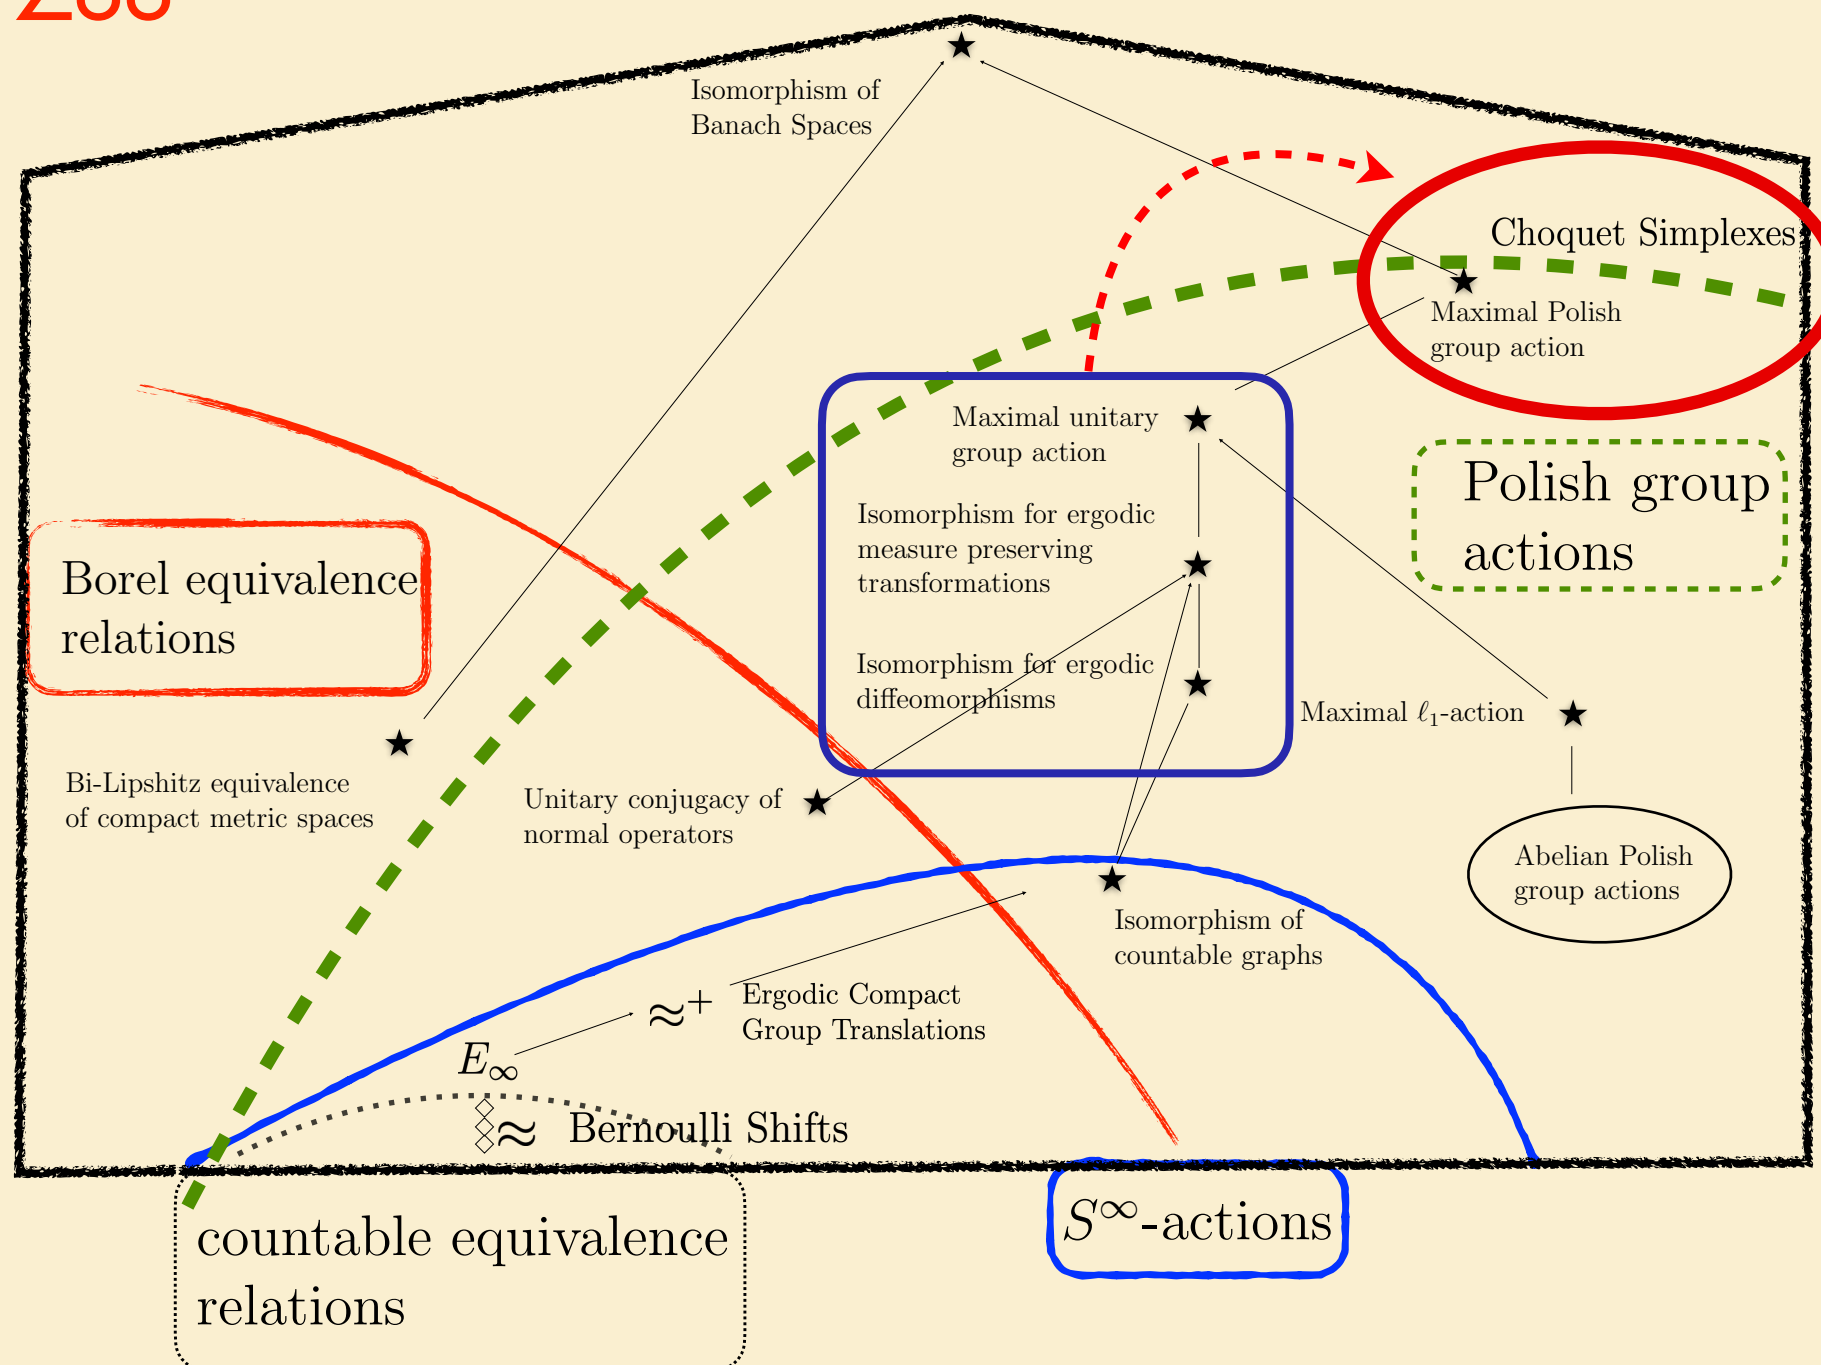 Zoo
Isomorphism of
Banach Spaces
Choquet Simplexes
Maximal Polish
group action
Maximal unitary
group action
Polish group
actions
Isomorphism for ergodic
measure preserving
transformations
Borel equivalence
relations
Isomorphism for ergodic
diffeomorphisms
Maximal ℓ₁-action
Bi-Lipshitz equivalence
of compact metric spaces
Unitary conjugacy of
normal operators
Abelian Polish
group actions
Isomorphism of
countable graphs
≈⁺ Ergodic Compact
Group Translations
E∞
≈ Bernoulli Shifts
S^∞-actions
countable equivalence
relations